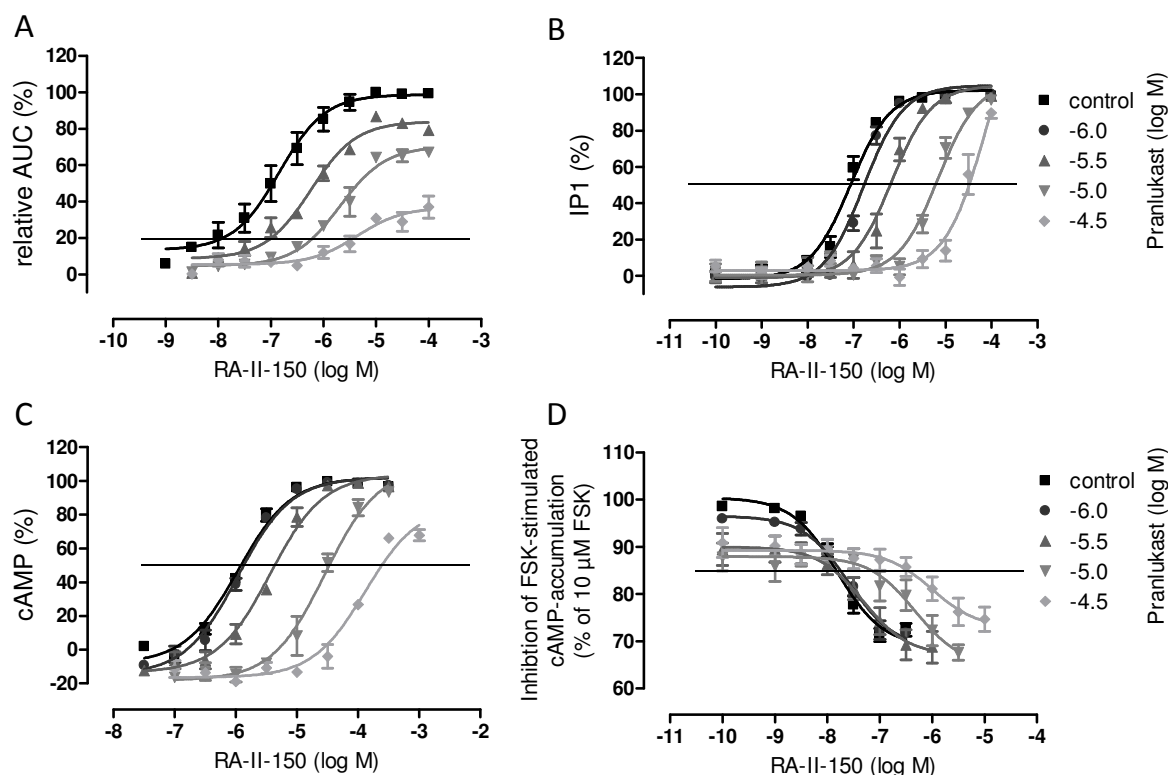 A
120
100
80
60
40
20
0
relative AUC (%)
-10 -9 -8 -7 -6 -5 -4 -3
RA-II-150 (log M)
B
120
100
80
60
40
20
0
IP1 (%)
-11 -10 -9 -8 -7 -6 -5 -4 -3
RA-II-150 (log M)
control
-6.0
-5.5
-5.0
-4.5
Pranlukast (log M)
C
120
100
80
60
40
20
0
-20
cAMP (%)
-8 -7 -6 -5 -4 -3 -2
RA-II-150 (log M)
D
Inhibtion of FSK-stimulated
cAMP-accumulation
(% of 10 µM FSK)
110
100
90
80
70
60
-11 -10 -9 -8 -7 -6 -5 -4
RA-II-150 (log M)
control
-6.0
-5.5
-5.0
-4.5
Pranlukast (log M)